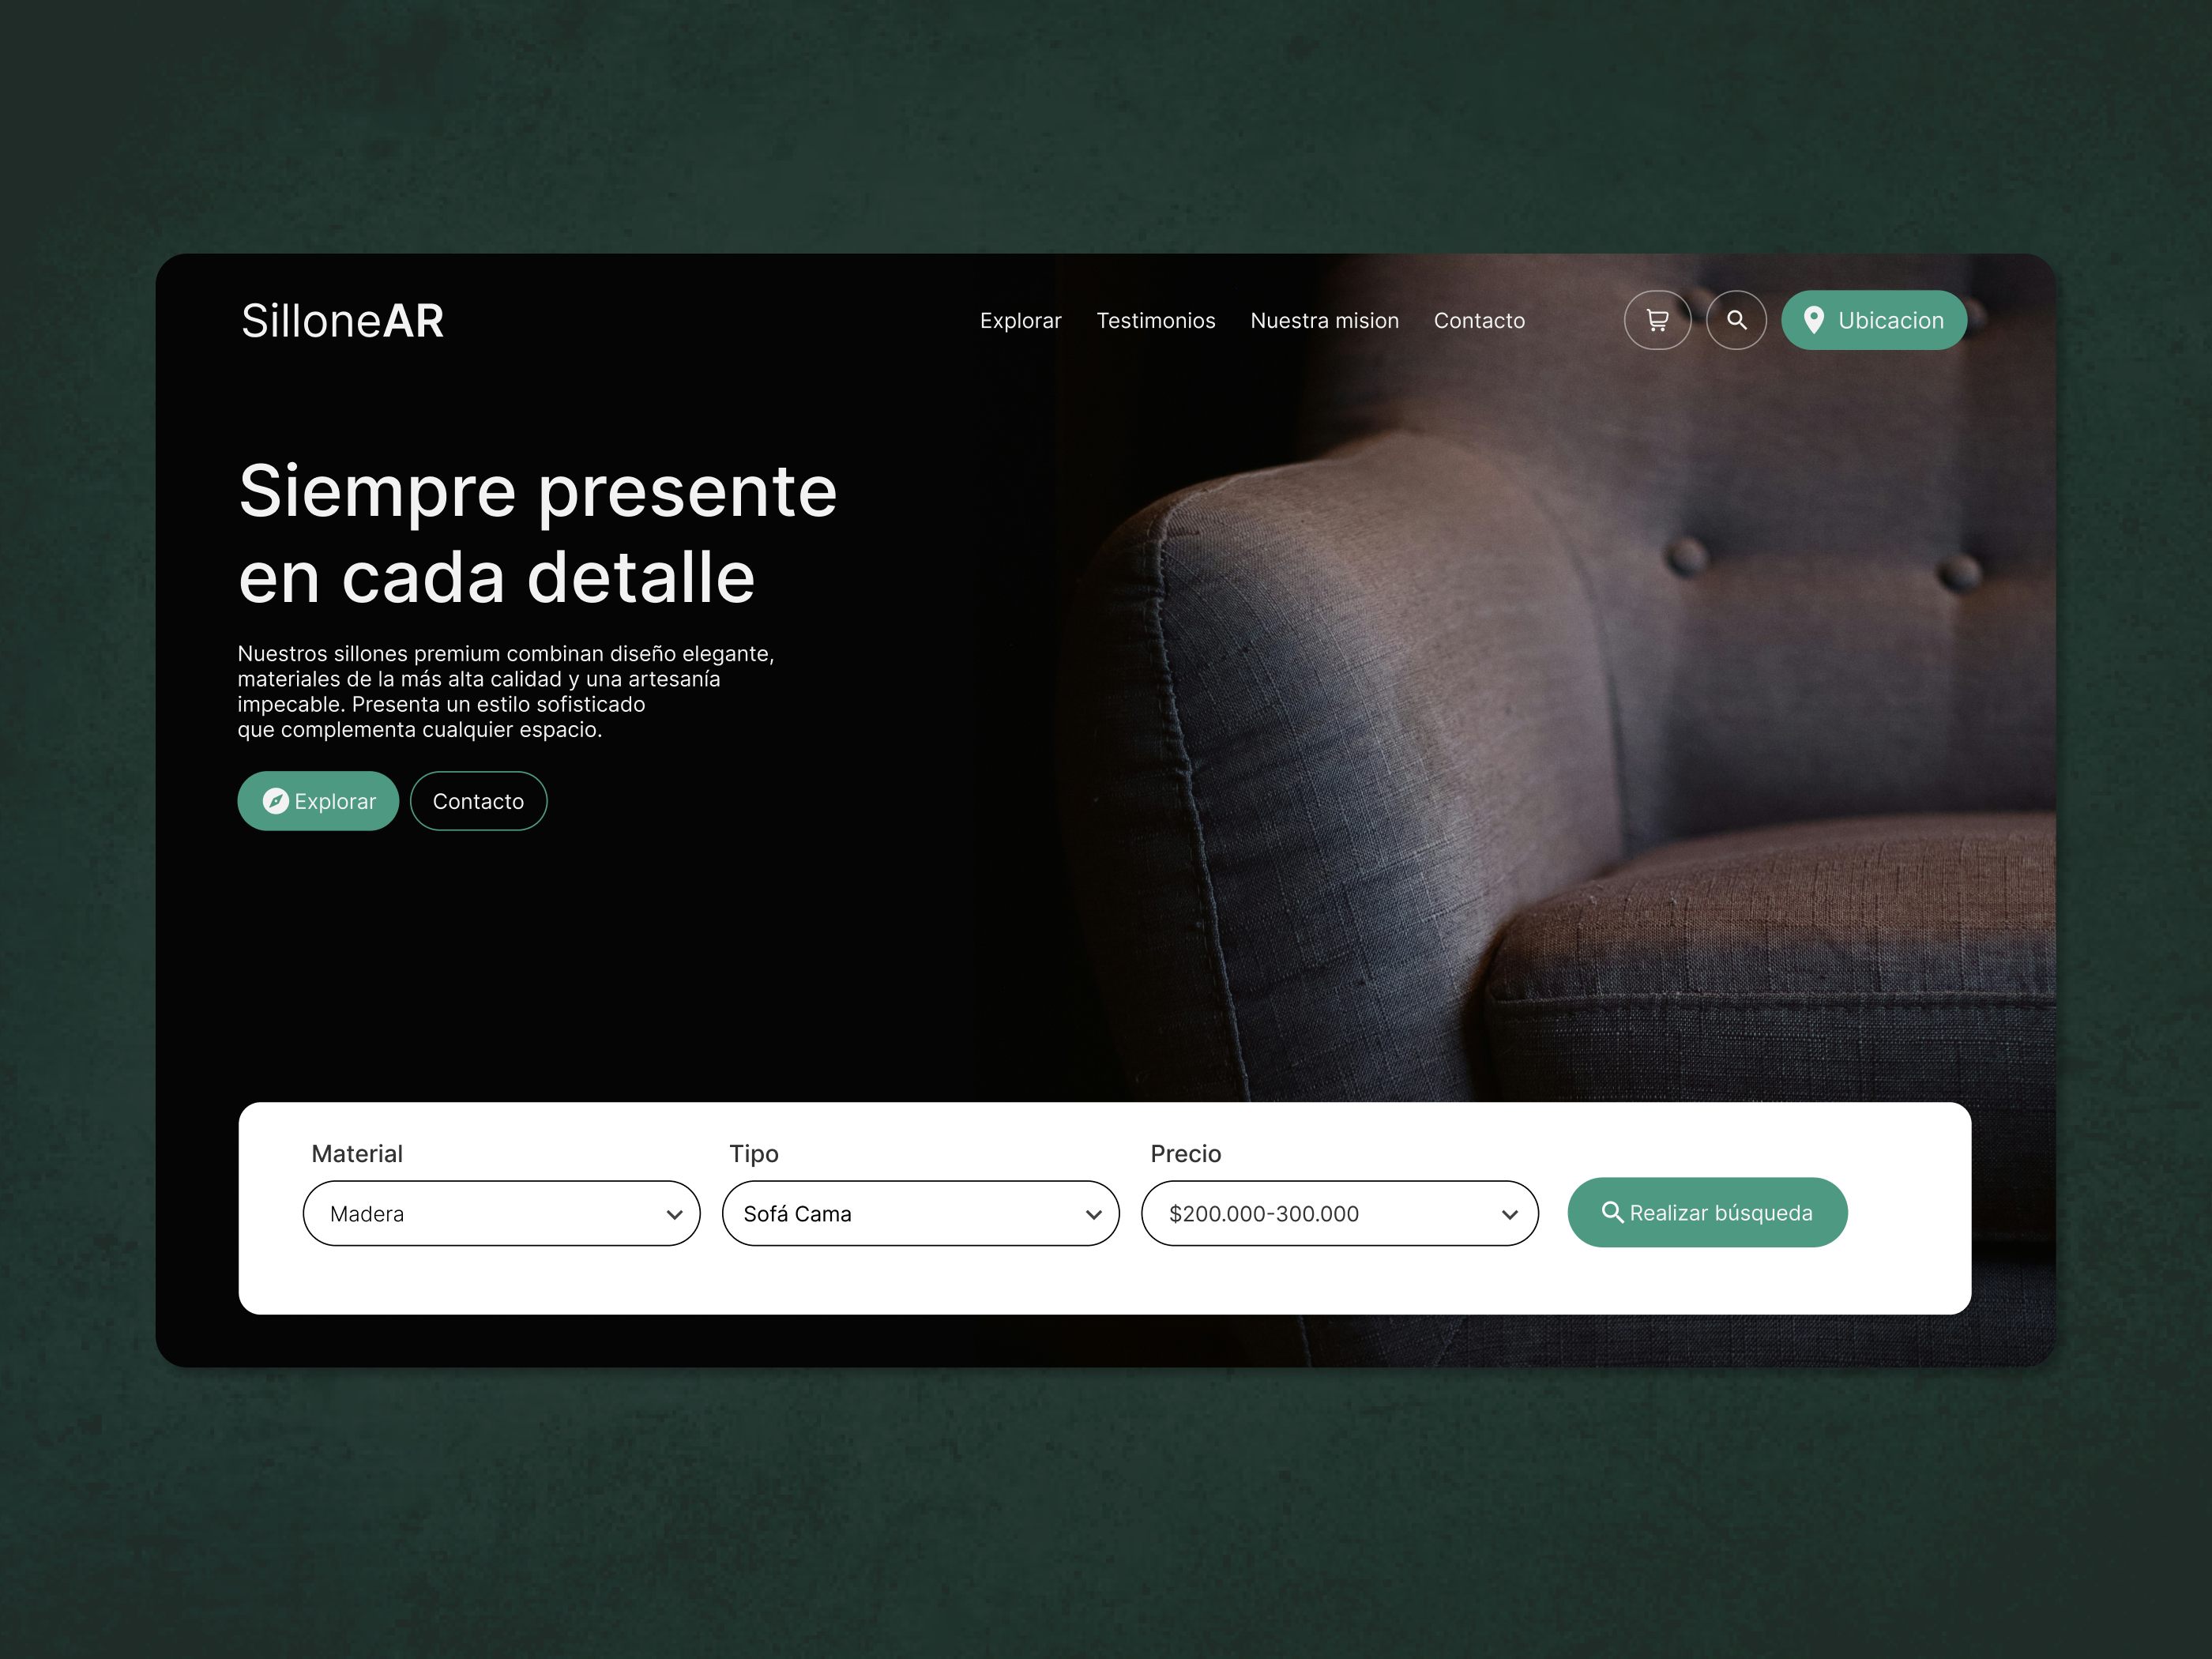 SilloneAR
Explorar
Testimonios
Nuestra mision
Contacto
Ubicacion
Siempre presente
en cada detalle
Nuestros sillones premium combinan diseño elegante,
materiales de la más alta calidad y una artesanía
impecable. Presenta un estilo sofisticado
que complementa cualquier espacio.
Explorar
Contacto
Material
Tipo
Precio
Madera
Sofá Cama
$200.000-300.000
Realizar búsqueda